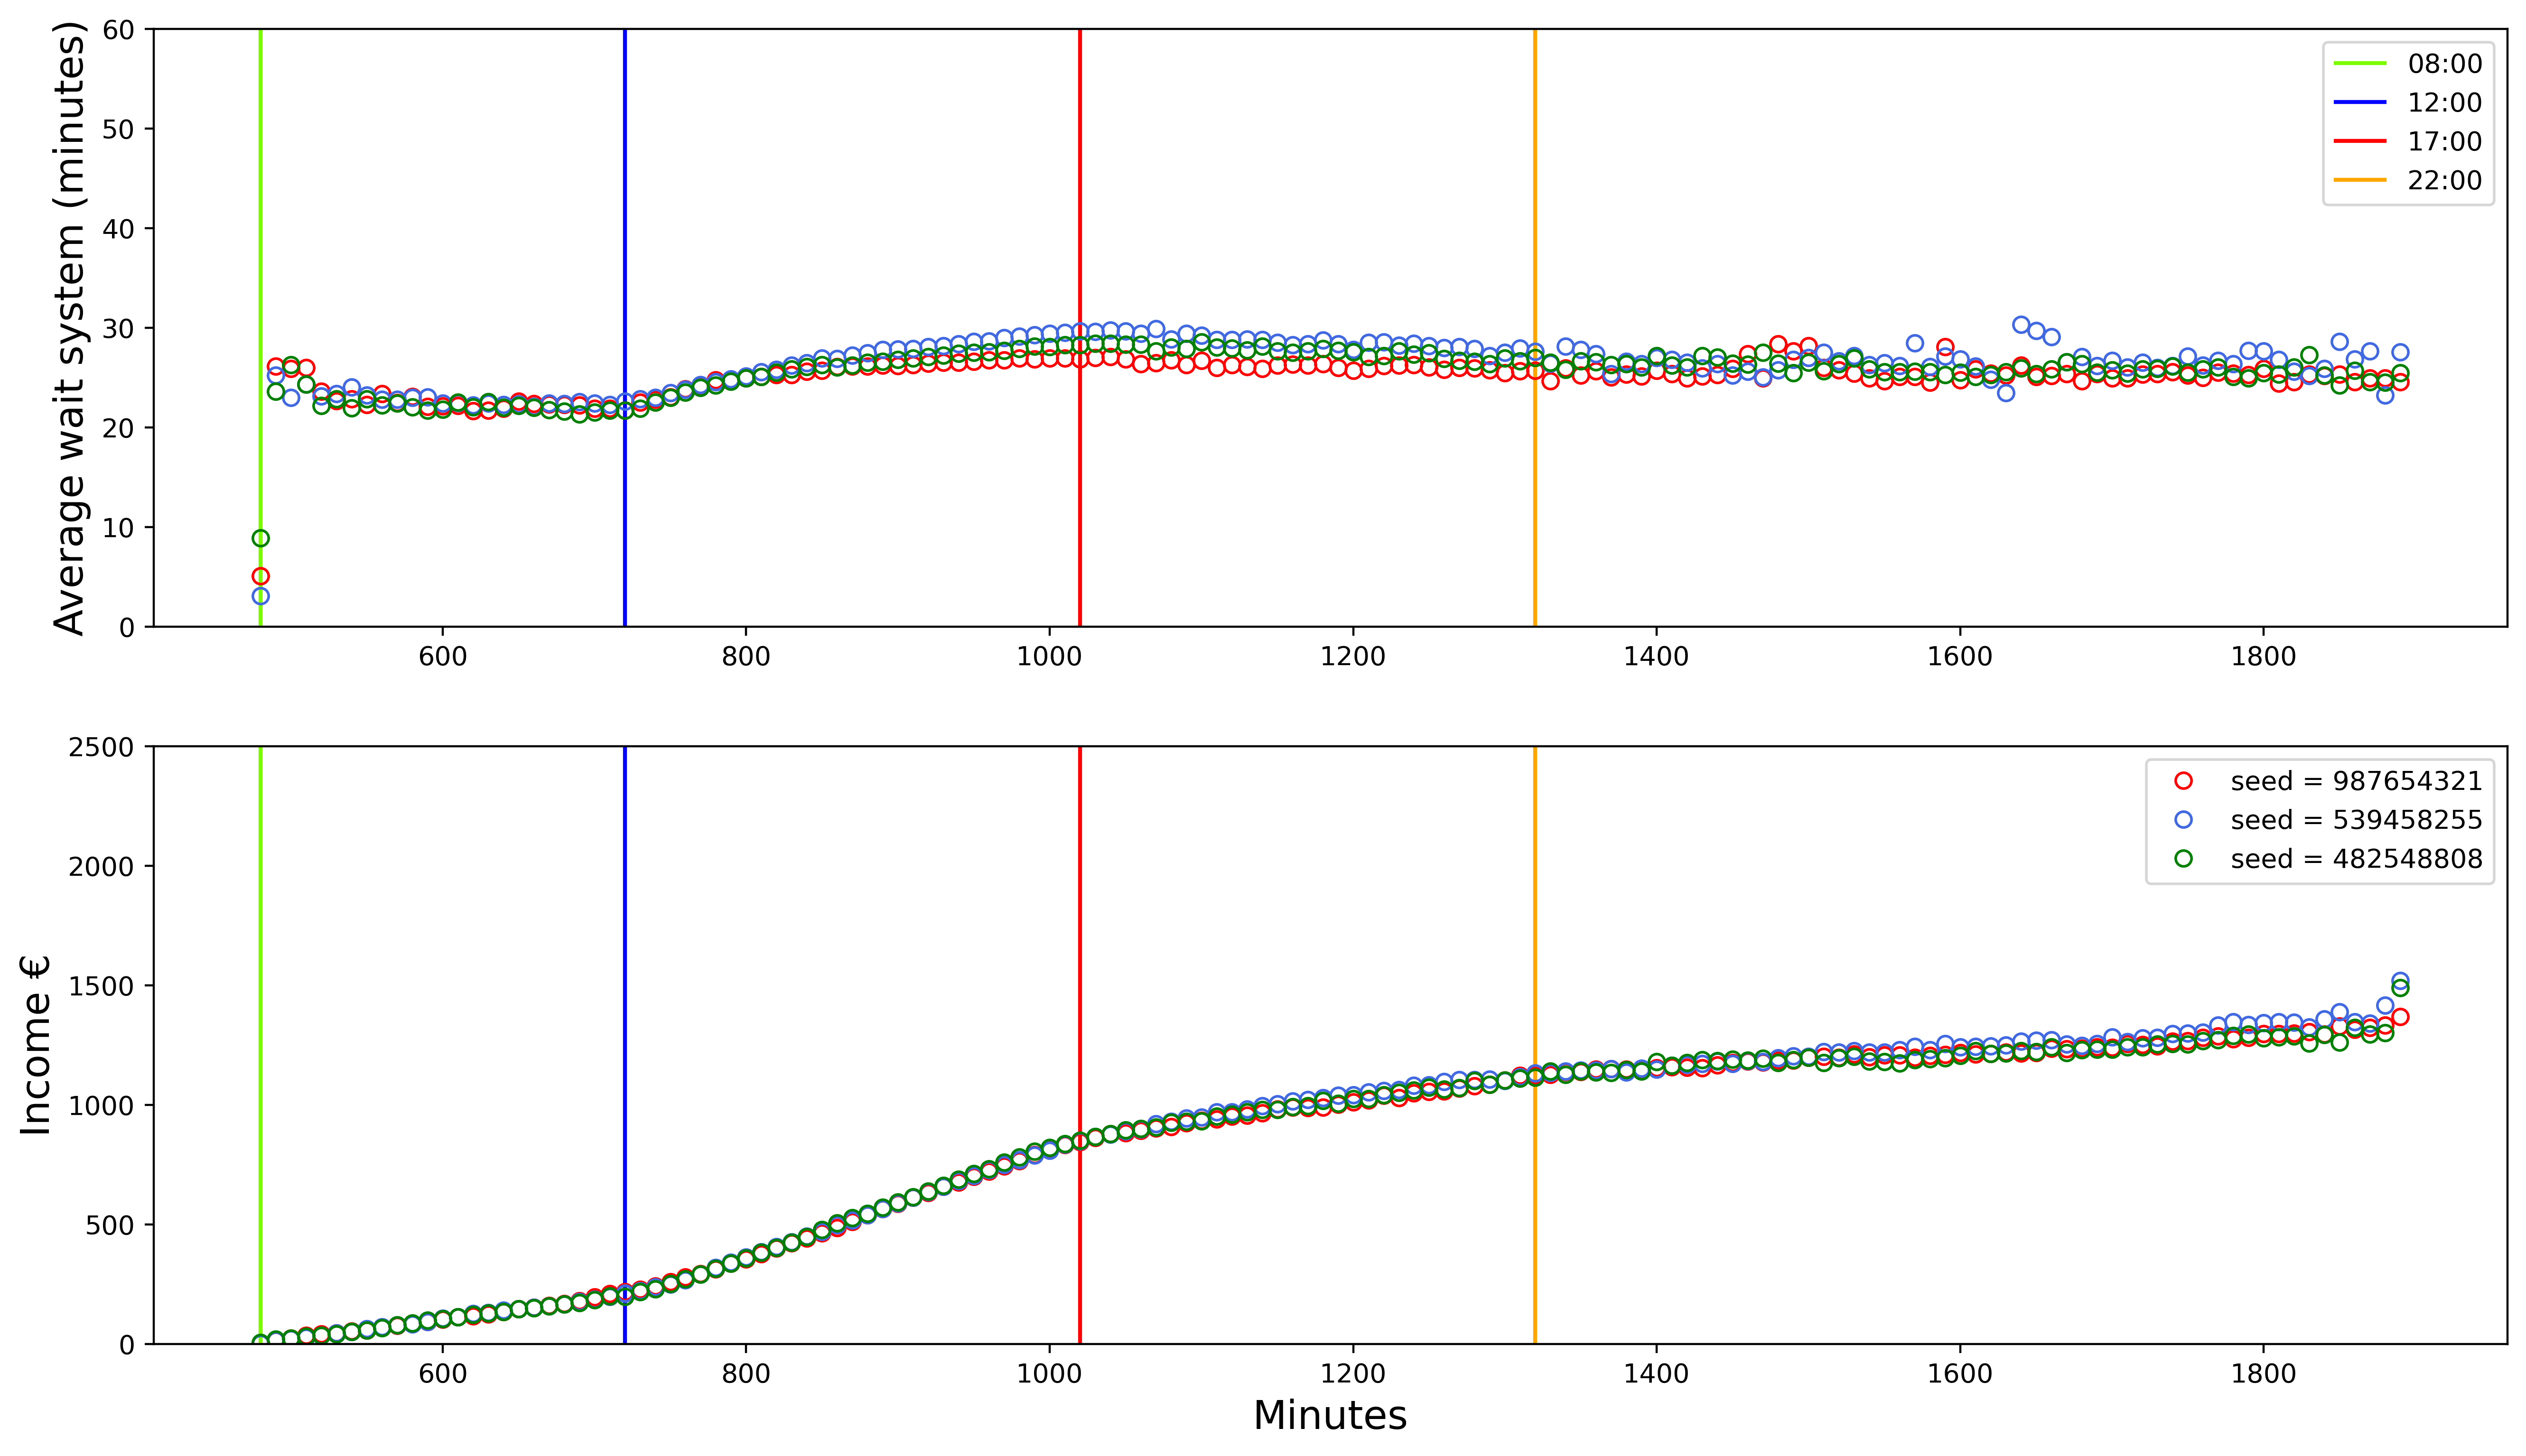 Average wait system (minutes)
60
50
40
30
20
10
0
600 800 1000 1200 1400 1600 1800
08:00
12:00
17:00
22:00
Income €
2500
2000
1500
1000
500
0
600 800 1000 1200 1400 1600 1800
Minutes
seed = 987654321
seed = 539458255
seed = 482548808